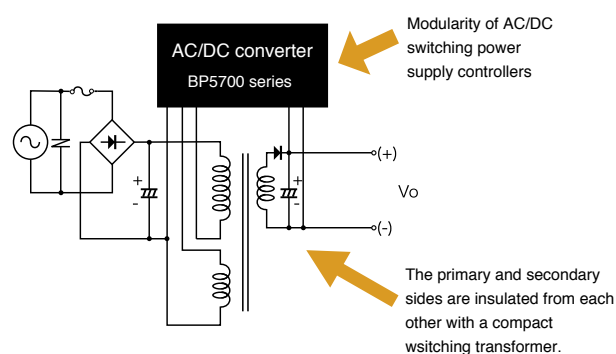 AC/DC converter
BP5700 series
Modularity of AC/DC
switching power
supply controllers
+
-
+
-
(+)
Vo
(-)
The primary and secondary
sides are insulated from each
other with a compact
wsitching transformer.